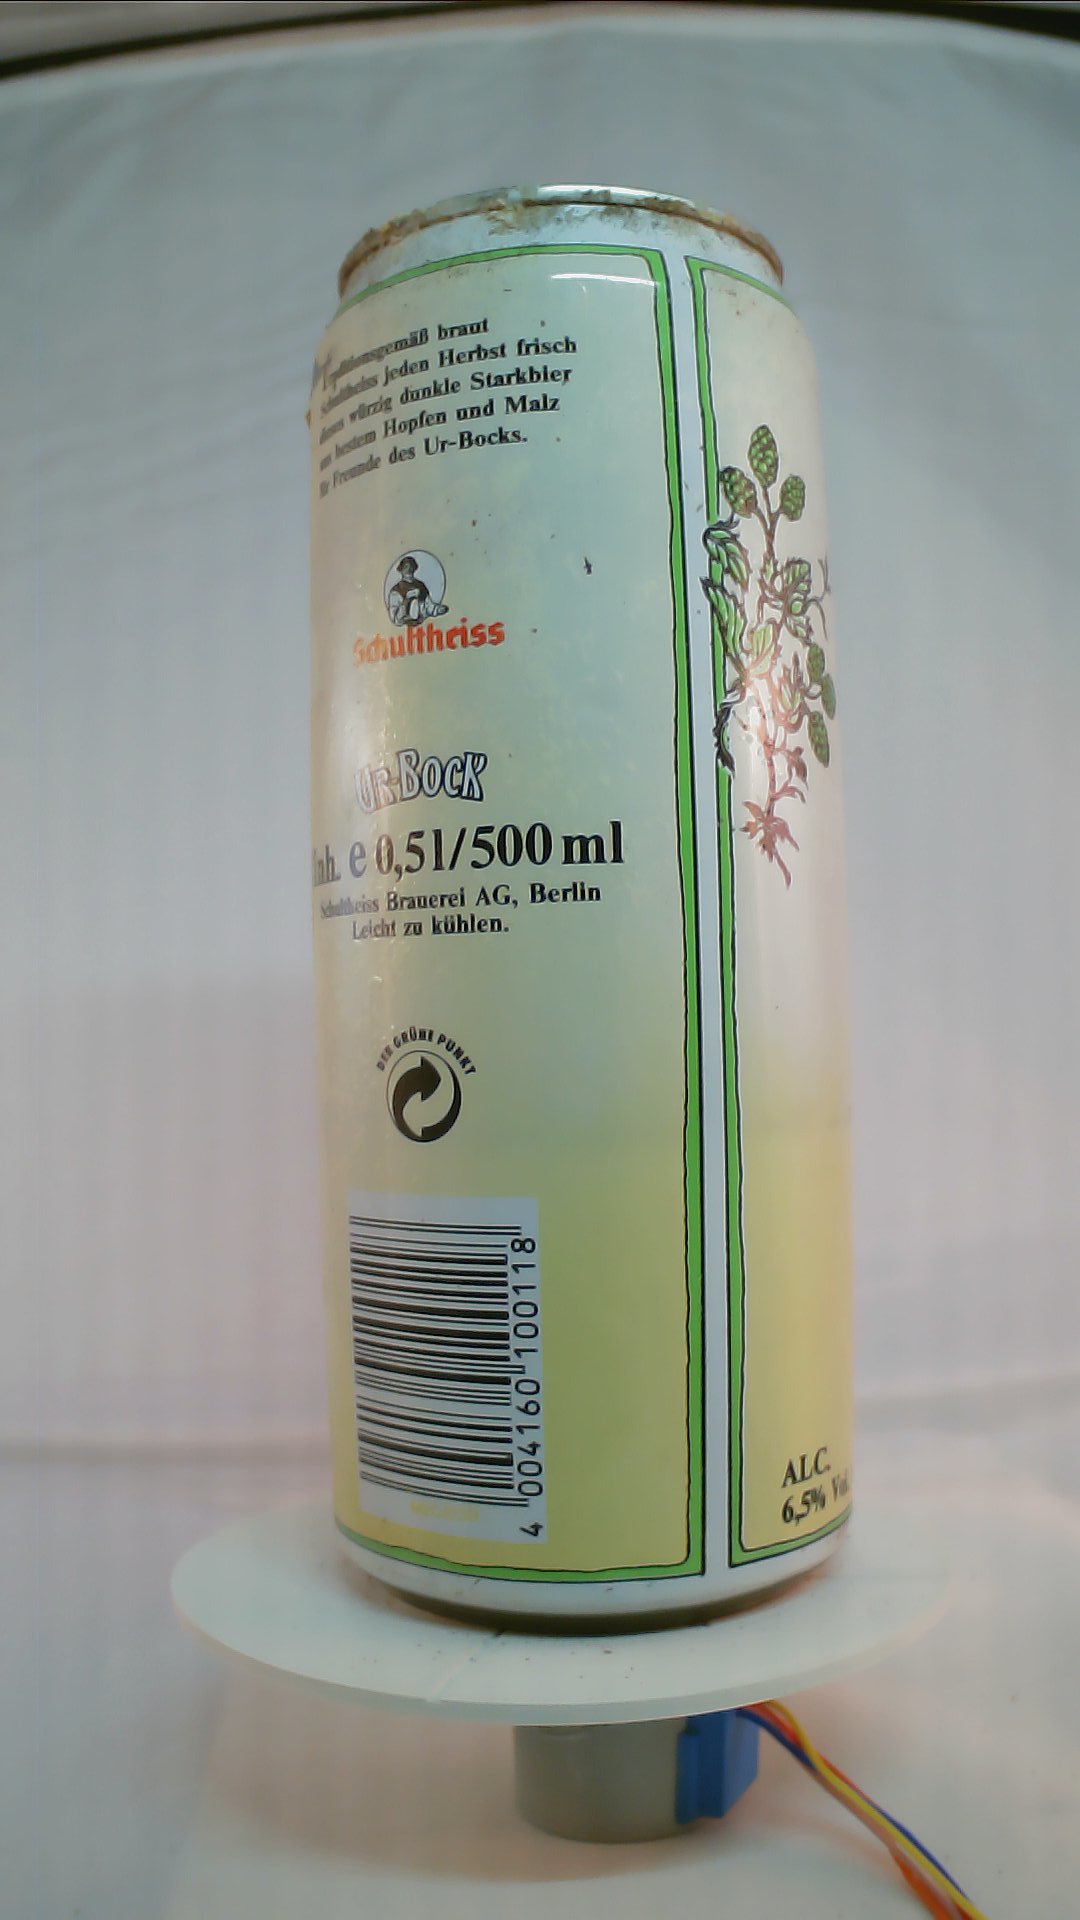 Traditionsgemäß braut
Schultheiss jeden Herbst frisch
dieses würzig dunkle Starkbier
aus bestem Hopfen und Malz
für Freunde des Ur-Bocks.
Schultheiss
UR-BOCK
Inh. e 0,5l/500 ml
Schultheiss Brauerei AG, Berlin
Leicht zu kühlen.
DER GRÜNE PUNKT
4 004160 100118
ALC.
6,5% Vol.